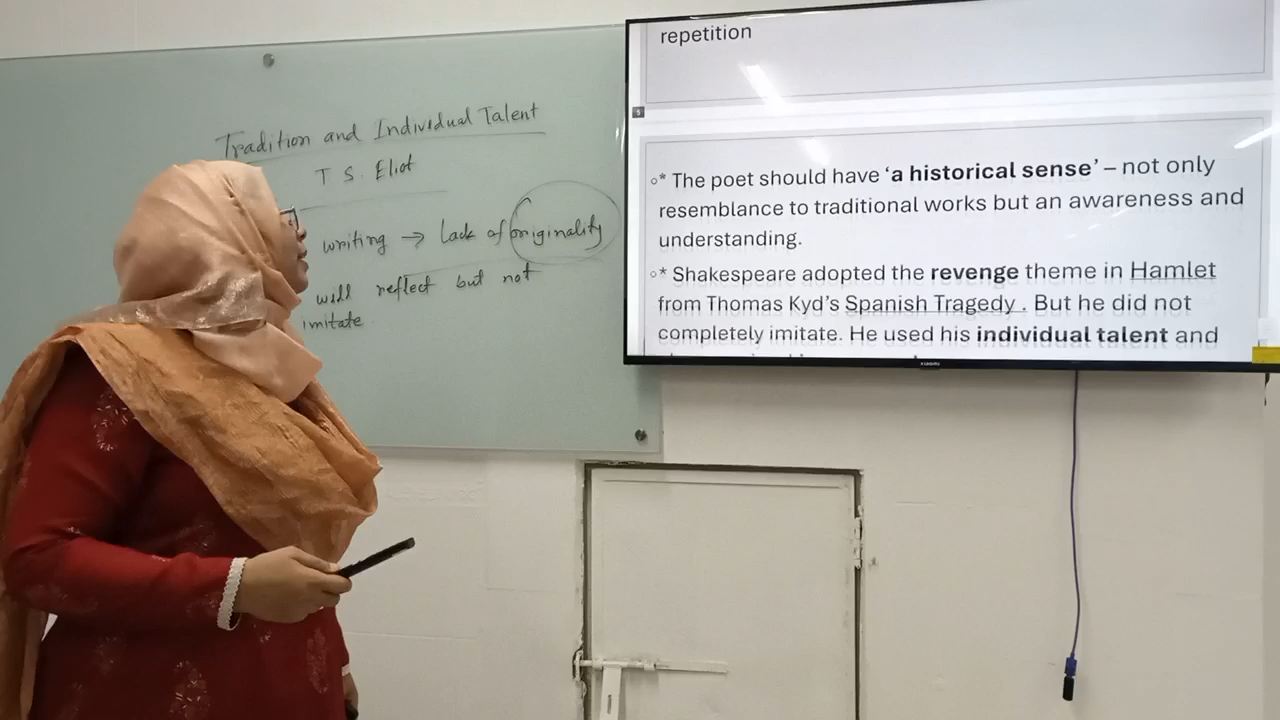 Tradition and Individual Talent
T S. Eliot
writing → Lack of originality
will reflect but not
imitate
repetition
5
* The poet should have ‘a historical sense’ – not only
resemblance to traditional works but an awareness and
understanding.
* Shakespeare adopted the revenge theme in Hamlet
from Thomas Kyd’s Spanish Tragedy . But he did not
completely imitate. He used his individual talent and
XIAOMI